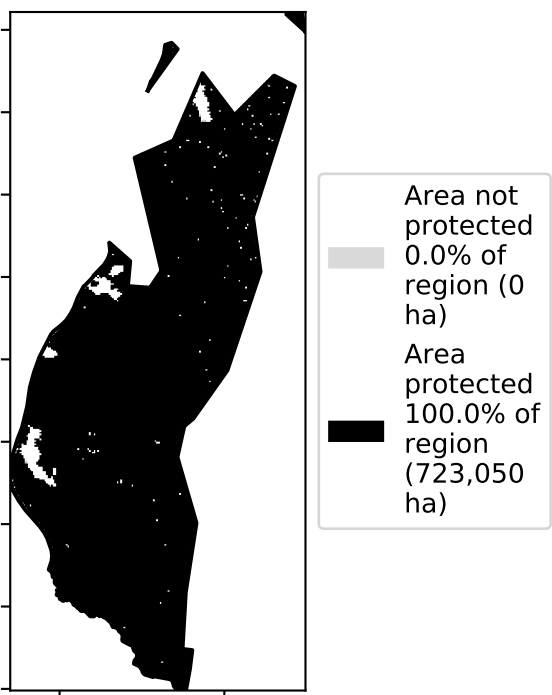 Area not
protected
0.0% of
region (0
ha)
Area
protected
100.0% of
region
(723,050
ha)